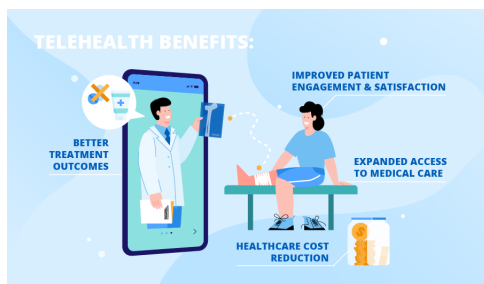 TELEHEALTH BENEFITS:
IMPROVED PATIENT
ENGAGEMENT & SATISFACTION
BETTER
TREATMENT
OUTCOMES
EXPANDED ACCESS
TO MEDICAL CARE
HEALTHCARE COST
REDUCTION
$